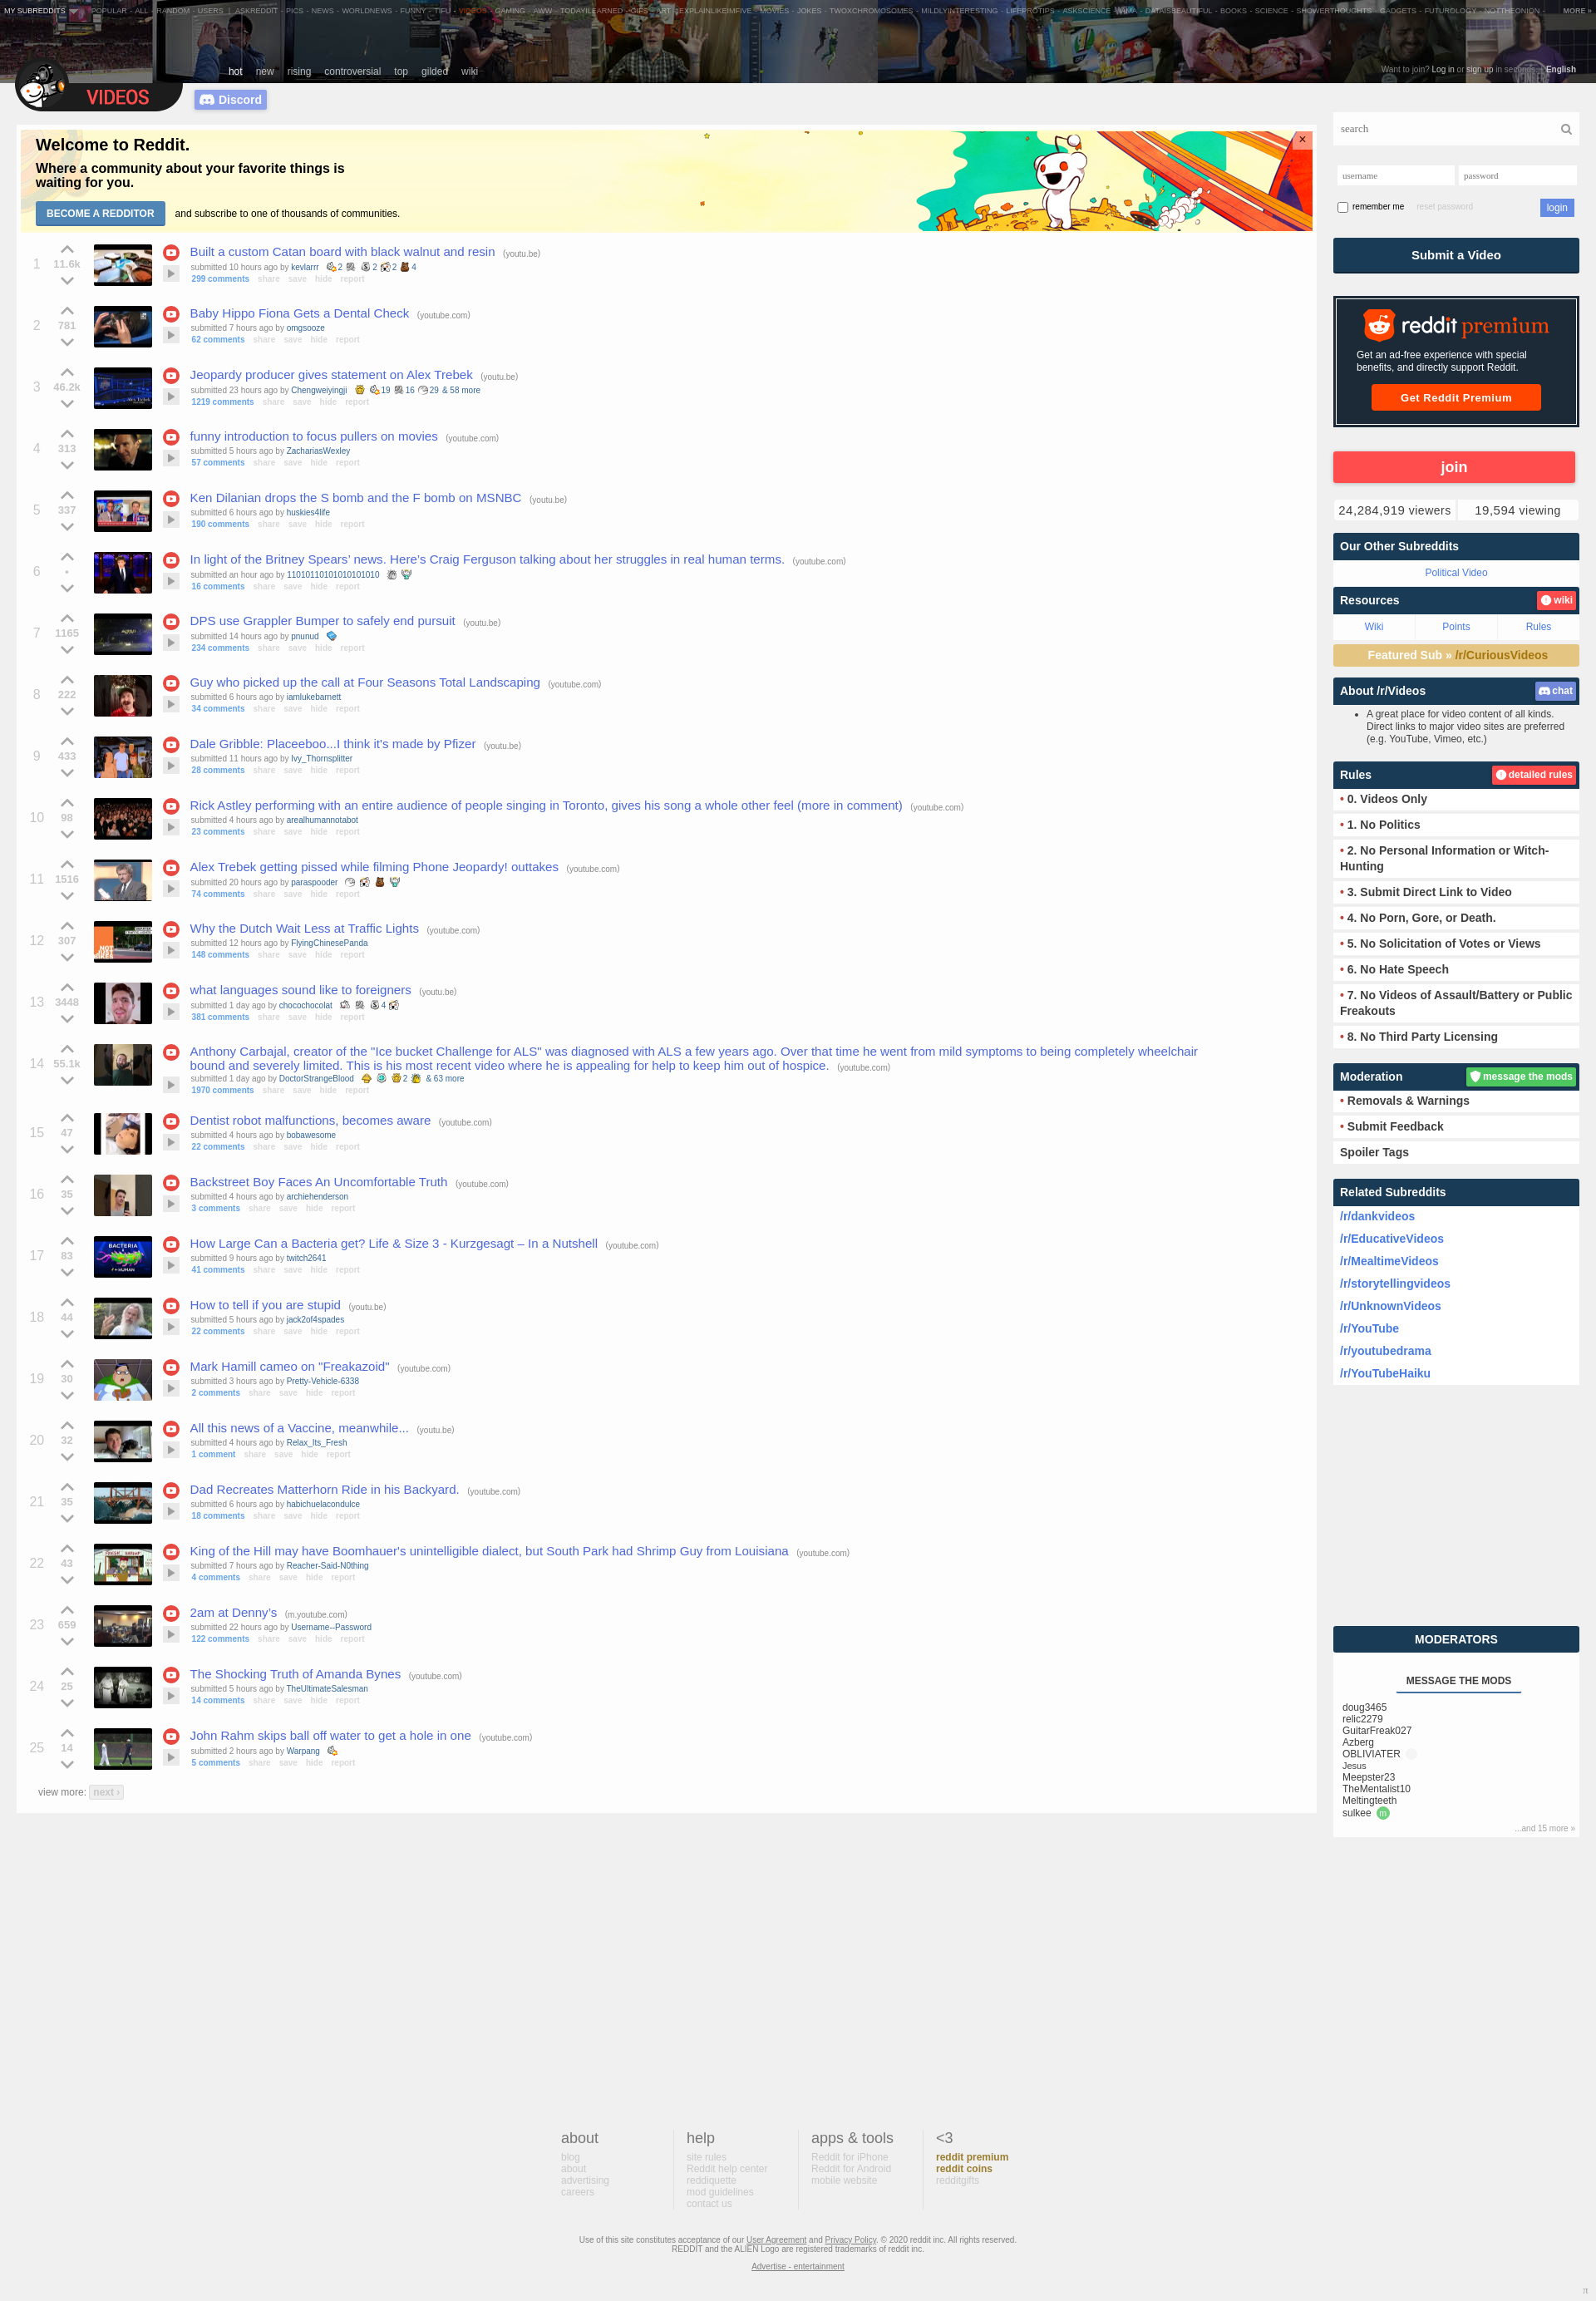 MY SUBREDDITS POPULAR - ALL - RANDOM - USERS | ASKREDDIT - PICS - NEWS - WORLDNEWS - FUNNY - TIFU - VIDEOS - GAMING - AWW - TODAYILEARNED - GIFS - ART - EXPLAINLIKEIMFIVE - MOVIES - JOKES - TWOXCHROMOSOMES - MILDLYINTERESTING - LIFEPROTIPS - ASKSCIENCE - IAMA - DATAISBEAUTIFUL - BOOKS - SCIENCE - SHOWERTHOUGHTS - GADGETS - FUTUROLOGY - NOTTHEONION - MORE »
hot new rising controversial top gilded wiki
Want to join? Log in or sign up in seconds. | English
VIDEOS
Discord
Welcome to Reddit.
Where a community about your favorite things is
waiting for you.
BECOME A REDDITOR and subscribe to one of thousands of communities.
×
1 11.6k Built a custom Catan board with black walnut and resin (youtu.be)
submitted 10 hours ago by kevlarrr 2 2 2 4
299 comments share save hide report
2 781 Baby Hippo Fiona Gets a Dental Check (youtube.com)
submitted 7 hours ago by omgsooze
62 comments share save hide report
3 46.2k Jeopardy producer gives statement on Alex Trebek (youtu.be)
submitted 23 hours ago by Chengweiyingji 19 16 29 & 58 more
1219 comments share save hide report
4 313 funny introduction to focus pullers on movies (youtube.com)
submitted 5 hours ago by ZachariasWexley
57 comments share save hide report
5 337 Ken Dilanian drops the S bomb and the F bomb on MSNBC (youtu.be)
submitted 6 hours ago by huskies4life
190 comments share save hide report
6 • In light of the Britney Spears' news. Here's Craig Ferguson talking about her struggles in real human terms. (youtube.com)
submitted an hour ago by 11010110101010101010
16 comments share save hide report
7 1165 DPS use Grappler Bumper to safely end pursuit (youtu.be)
submitted 14 hours ago by pnunud
234 comments share save hide report
8 222 Guy who picked up the call at Four Seasons Total Landscaping (youtube.com)
submitted 6 hours ago by iamlukebarnett
34 comments share save hide report
9 433 Dale Gribble: Placeeboo...I think it's made by Pfizer (youtu.be)
submitted 11 hours ago by Ivy_Thornsplitter
28 comments share save hide report
10 98 Rick Astley performing with an entire audience of people singing in Toronto, gives his song a whole other feel (more in comment) (youtube.com)
submitted 4 hours ago by arealhumannotabot
23 comments share save hide report
11 1516 Alex Trebek getting pissed while filming Phone Jeopardy! outtakes (youtube.com)
submitted 20 hours ago by paraspooder
74 comments share save hide report
12 307 Why the Dutch Wait Less at Traffic Lights (youtube.com)
submitted 12 hours ago by FlyingChinesePanda
148 comments share save hide report
13 3448 what languages sound like to foreigners (youtu.be)
submitted 1 day ago by chocochocolat 4
381 comments share save hide report
14 55.1k Anthony Carbajal, creator of the "Ice bucket Challenge for ALS" was diagnosed with ALS a few years ago. Over that time he went from mild symptoms to being completely wheelchair
bound and severely limited. This is his most recent video where he is appealing for help to keep him out of hospice. (youtube.com)
submitted 1 day ago by DoctorStrangeBlood 2 & 63 more
1970 comments share save hide report
15 47 Dentist robot malfunctions, becomes aware (youtube.com)
submitted 4 hours ago by bobawesome
22 comments share save hide report
16 35 Backstreet Boy Faces An Uncomfortable Truth (youtube.com)
submitted 4 hours ago by archiehenderson
3 comments share save hide report
17 83 How Large Can a Bacteria get? Life & Size 3 - Kurzgesagt – In a Nutshell (youtube.com)
submitted 9 hours ago by twitch2641
41 comments share save hide report
18 44 How to tell if you are stupid (youtu.be)
submitted 5 hours ago by jack2of4spades
22 comments share save hide report
19 30 Mark Hamill cameo on "Freakazoid" (youtube.com)
submitted 3 hours ago by Pretty-Vehicle-6338
2 comments share save hide report
20 32 All this news of a Vaccine, meanwhile... (youtu.be)
submitted 4 hours ago by Relax_Its_Fresh
1 comment share save hide report
21 35 Dad Recreates Matterhorn Ride in his Backyard. (youtube.com)
submitted 6 hours ago by habichuelacondulce
18 comments share save hide report
22 43 King of the Hill may have Boomhauer's unintelligible dialect, but South Park had Shrimp Guy from Louisiana (youtube.com)
submitted 7 hours ago by Reacher-Said-N0thing
4 comments share save hide report
23 659 2am at Denny's (m.youtube.com)
submitted 22 hours ago by Username--Password
122 comments share save hide report
24 25 The Shocking Truth of Amanda Bynes (youtube.com)
submitted 5 hours ago by TheUltimateSalesman
14 comments share save hide report
25 14 John Rahm skips ball off water to get a hole in one (youtube.com)
submitted 2 hours ago by Warpang
5 comments share save hide report
view more: next ›
search
username password
remember me reset password login
Submit a Video
reddit premium
Get an ad-free experience with special
benefits, and directly support Reddit.
Get Reddit Premium
join
24,284,919 viewers 19,594 viewing
Our Other Subreddits
Political Video
Resources wiki
Wiki Points Rules
Featured Sub » /r/CuriousVideos
About /r/Videos chat
• A great place for video content of all kinds.
Direct links to major video sites are preferred
(e.g. YouTube, Vimeo, etc.)
Rules detailed rules
• 0. Videos Only
• 1. No Politics
• 2. No Personal Information or Witch-
Hunting
• 3. Submit Direct Link to Video
• 4. No Porn, Gore, or Death.
• 5. No Solicitation of Votes or Views
• 6. No Hate Speech
• 7. No Videos of Assault/Battery or Public
Freakouts
• 8. No Third Party Licensing
Moderation message the mods
• Removals & Warnings
• Submit Feedback
Spoiler Tags
Related Subreddits
/r/dankvideos
/r/EducativeVideos
/r/MealtimeVideos
/r/storytellingvideos
/r/UnknownVideos
/r/YouTube
/r/youtubedrama
/r/YouTubeHaiku
MODERATORS
MESSAGE THE MODS
doug3465
relic2279
GuitarFreak027
Azberg
OBLIVIATER
Jesus
Meepster23
TheMentalist10
Meltingteeth
sulkee m
...and 15 more »
about
blog
about
advertising
careers
help
site rules
Reddit help center
reddiquette
mod guidelines
contact us
apps & tools
Reddit for iPhone
Reddit for Android
mobile website
<3
reddit premium
reddit coins
redditgifts
Use of this site constitutes acceptance of our User Agreement and Privacy Policy. © 2020 reddit inc. All rights reserved.
REDDIT and the ALIEN Logo are registered trademarks of reddit inc.
Advertise - entertainment
π